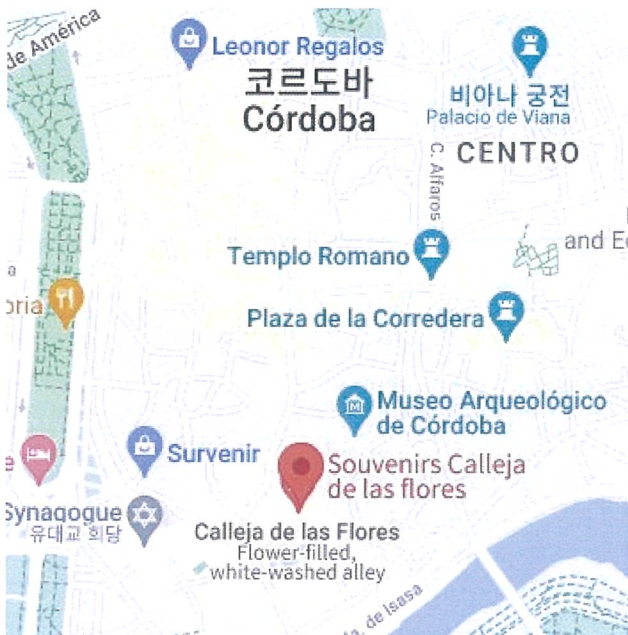 de América
Leonor Regalos
코르도바
Córdoba
비아나 궁전
Palacio de Viana
C. Alfaros
CENTRO
Templo Romano
and Ec
a
oria
Plaza de la Corredera
Museo Arqueológico
de Córdoba
Survenir
e
Souvenirs Calleja
de las flores
Synagogue
유대교 회당
Calleja de las Flores
Flower-filled,
white-washed alley
a. de Isasa